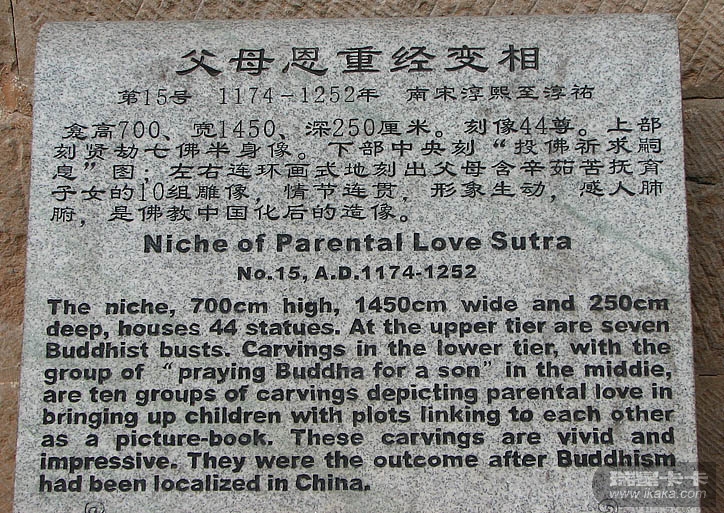 父母恩重经变相
第15号 1174-1252年 南宋淳熙至淳祐
龛高700、宽1450、深250厘米。刻像44尊。上部
刻贤劫七佛半身像。下部中央刻“投佛祈求嗣
息”图；左右连环画式地刻出父母含辛茹苦抚育
子女的10组雕像，情节连贯，形象生动，感人肺
腑，是佛教中国化后的造像。
Niche of Parental Love Sutra
No.15, A.D.1174-1252
The niche, 700cm high, 1450cm wide and 250cm
deep, houses 44 statues. At the upper tier are seven
Buddhist busts. Carvings in the lower tier, with the
group of “praying Buddha for a son” in the middie,
are ten groups of carvings depicting parental love in
bringing up children with plots linking to each other
as a picture-book. These carvings are vivid and
impressive. They were the outcome after Buddhism
had been localized in China.
瑞星卡卡
www.ikaka.com